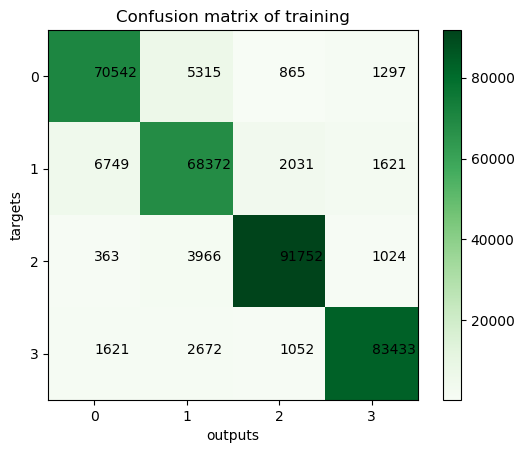 Confusion matrix of training
0 70542 5315 865 1297
1 6749 68372 2031 1621
2 363 3966 91752 1024
3 1621 2672 1052 83433
0 1 2 3
targets
outputs
80000
60000
40000
20000